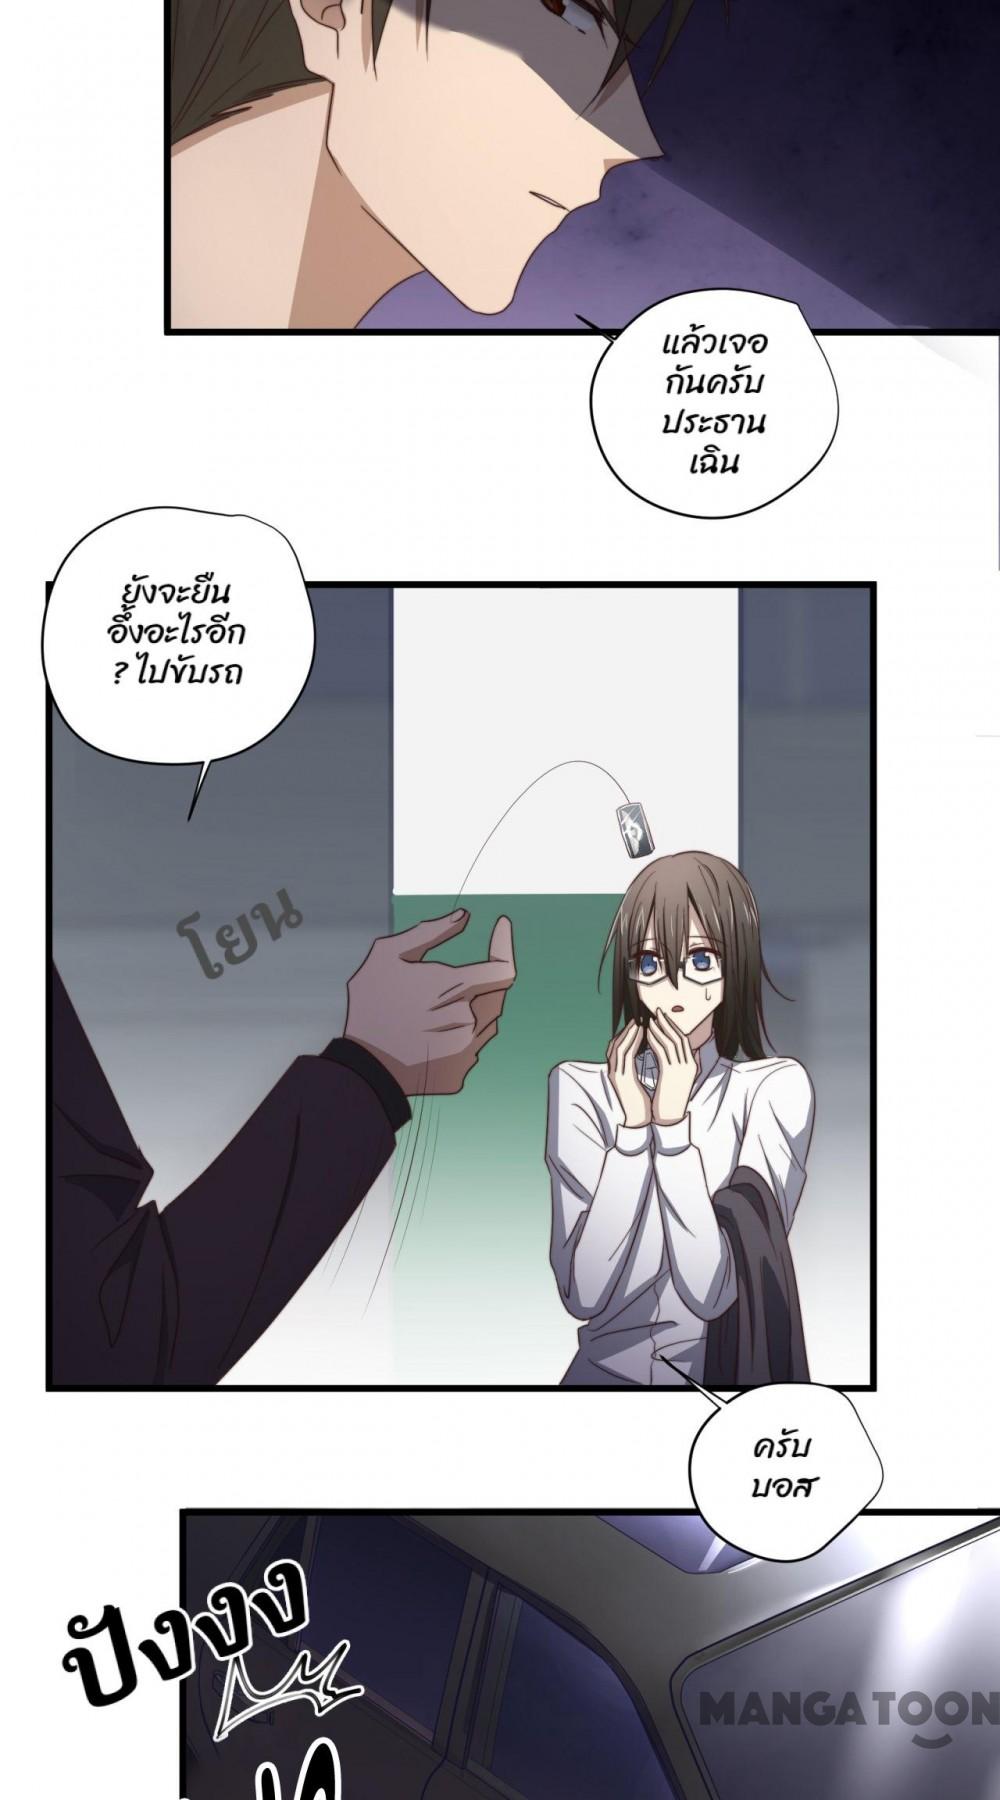 แล้วเจอ
กันครับ
ประธาน
เฉิน
ยังจะยืน
อึ้งอะไรอีก
? ไปขับรถ
โยน
ครับ
บอส
ปังงง
MANGATOON